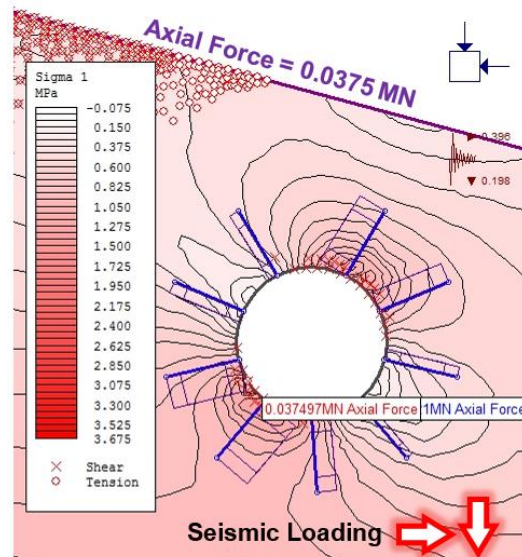 Axial Force = 0.0375 MN
Sigma 1
MPa
-0.075
0.150
0.375
0.600
0.825
1.050
1.275
1.500
1.725
1.950
2.175
2.400
2.625
2.850
3.075
3.300
3.525
3.675
Shear
Tension
0.396
0.198
0.037497MN Axial Force
1MN Axial Force
Seismic Loading